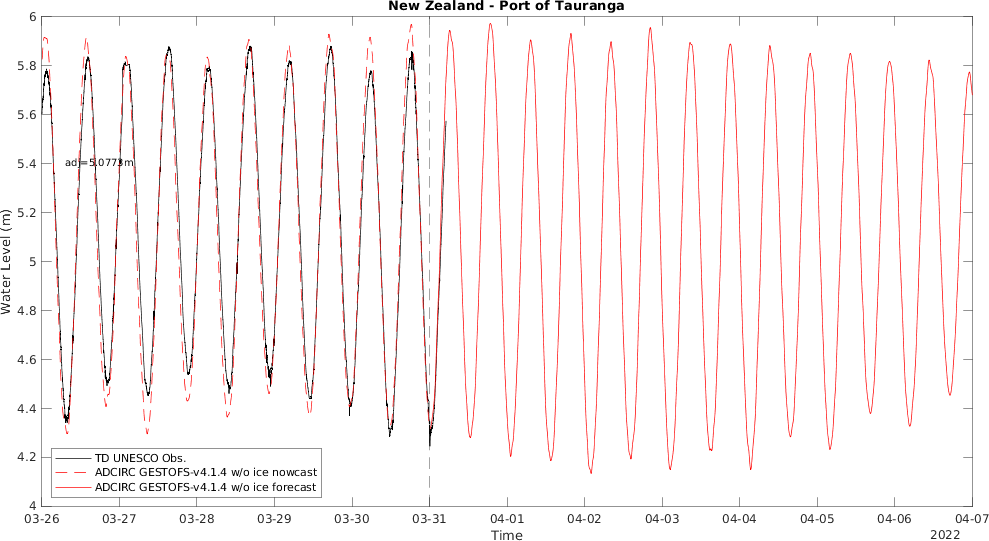 New Zealand - Port of Tauranga
Water Level (m)
6
5.8
5.6
5.4
5.2
5
4.8
4.6
4.4
4.2
4
adj=5.0773m
TD UNESCO Obs.
ADCIRC GESTOFS-v4.1.4 w/o ice nowcast
ADCIRC GESTOFS-v4.1.4 w/o ice forecast
03-26 03-27 03-28 03-29 03-30 03-31 04-01 04-02 04-03 04-04 04-05 04-06 04-07
Time
2022